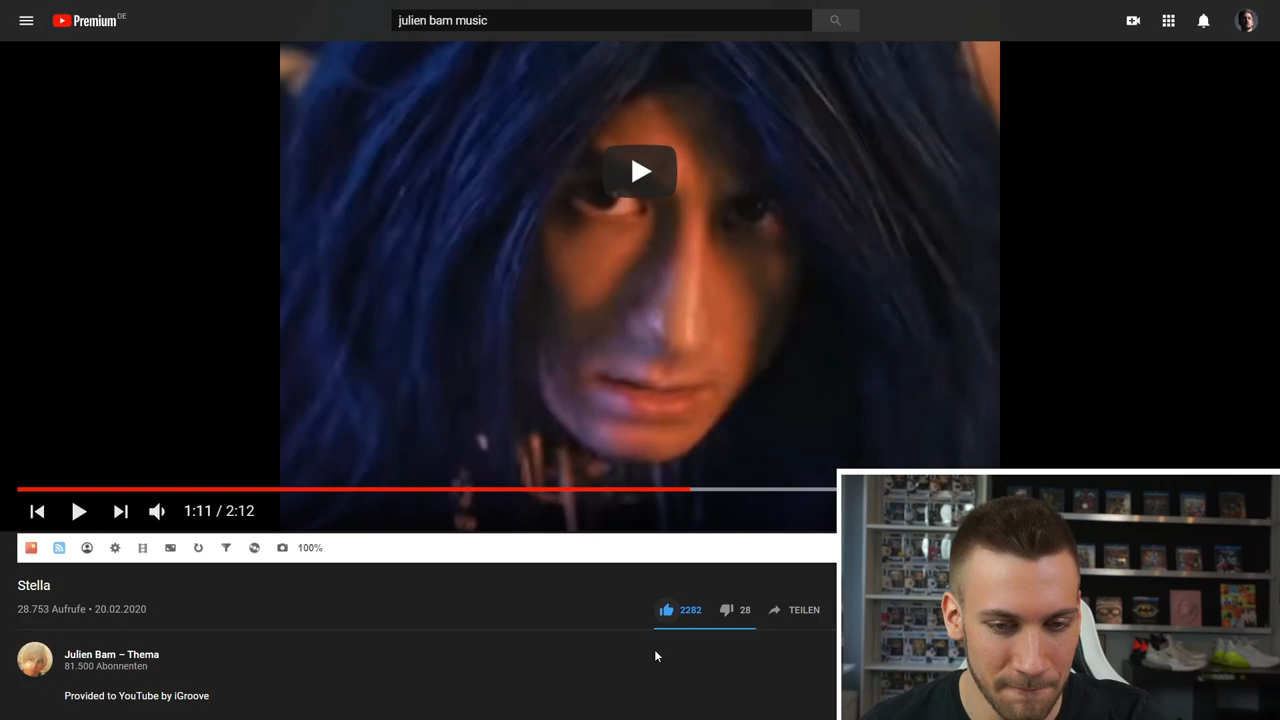 Premium DE
julien bam music
1:11 / 2:12
100%
Stella
28.753 Aufrufe • 20.02.2020
2282
28
TEILEN
Julien Bam – Thema
81.500 Abonnenten
Provided to YouTube by iGroove